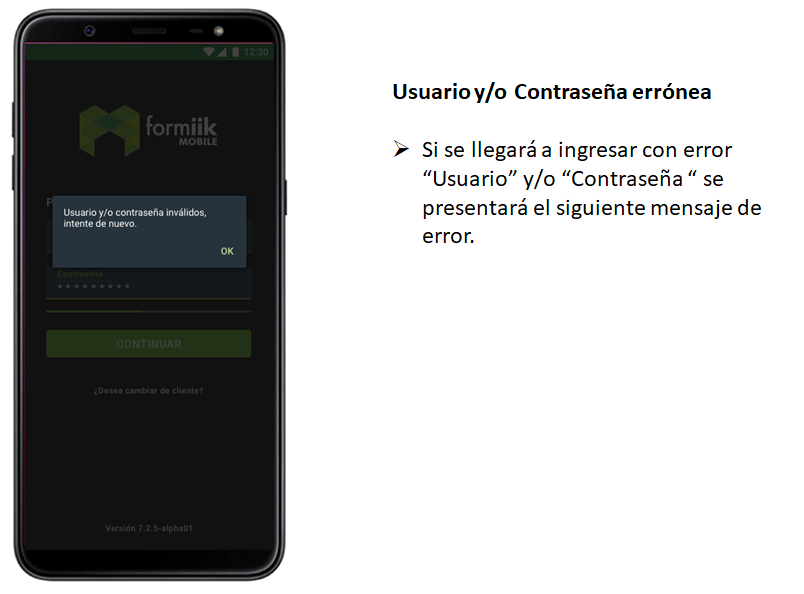 12:30
formiik
MOBILE
Usuario y/o contraseña inválidos,
intente de nuevo.
OK
Contraseña
*********
CONTINUAR
¿Desea cambiar de cliente?
Versión 7.2.5-alpha01
Usuario y/o Contraseña errónea
➢ Si se llegará a ingresar con error
“Usuario” y/o “Contraseña “ se
presentará el siguiente mensaje de
error.